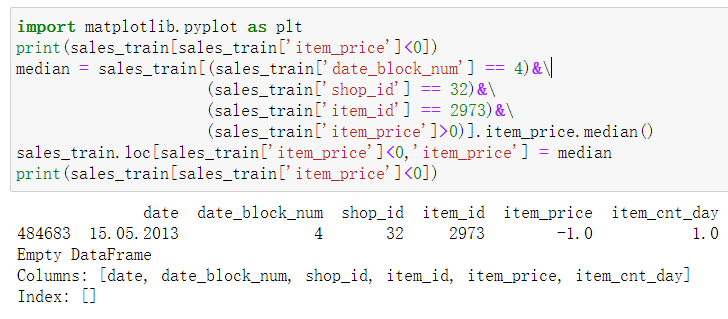 import matplotlib.pyplot as plt
print(sales_train[sales_train['item_price']<0])
median = sales_train[(sales_train['date_block_num'] == 4)&\
(sales_train['shop_id'] == 32)&\
(sales_train['item_id'] == 2973)&\
(sales_train['item_price']>0)].item_price.median()
sales_train.loc[sales_train['item_price']<0,'item_price'] = median
print(sales_train[sales_train['item_price']<0])
date date_block_num shop_id item_id item_price item_cnt_day
484683 15.05.2013 4 32 2973 -1.0 1.0
Empty DataFrame
Columns: [date, date_block_num, shop_id, item_id, item_price, item_cnt_day]
Index: []